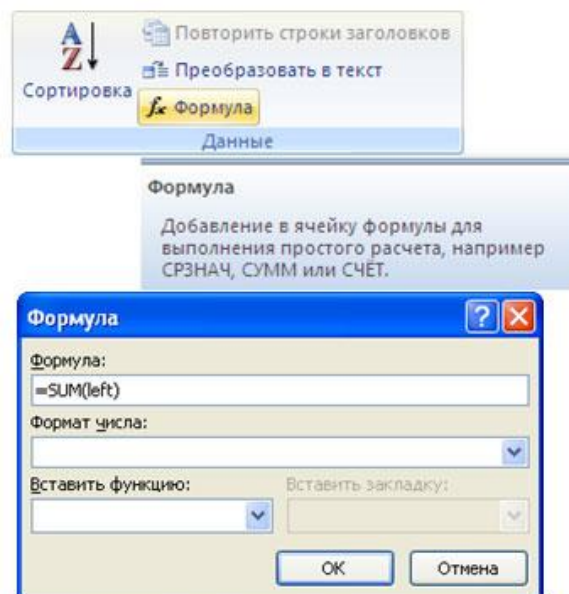 Повторить строки заголовков
Преобразовать в текст
Сортировка
fx Формула
Данные
Формула
Добавление в ячейку формулы для
выполнения простого расчета, например
СРЗНАЧ, СУММ или СЧЁТ.
Формула
Формула:
=SUM(left)
Формат числа:
Вставить функцию:
Вставить закладку:
ОК
Отмена